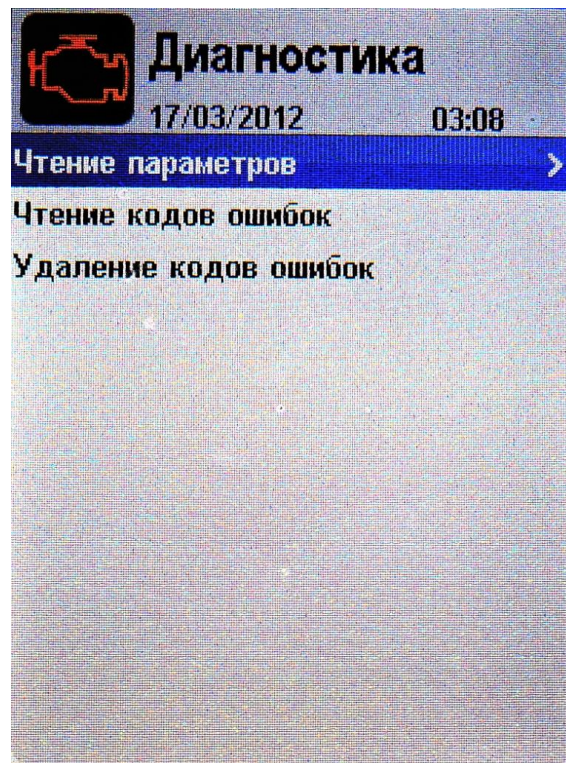 Диагностика
17/03/2012 03:08
Чтение параметров >
Чтение кодов ошибок
Удаление кодов ошибок